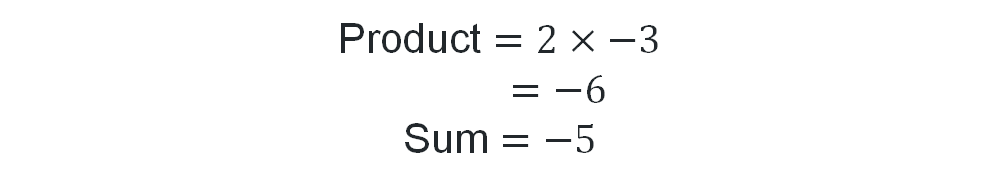 Product = 2 × −3
= −6
Sum = −5